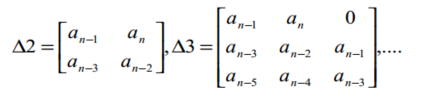 Δ2 = [a_{n-1} a_n; a_{n-3} a_{n-2}], Δ3 = [a_{n-1} a_n 0; a_{n-3} a_{n-2} a_{n-1}; a_{n-5} a_{n-4} a_{n-3}],....